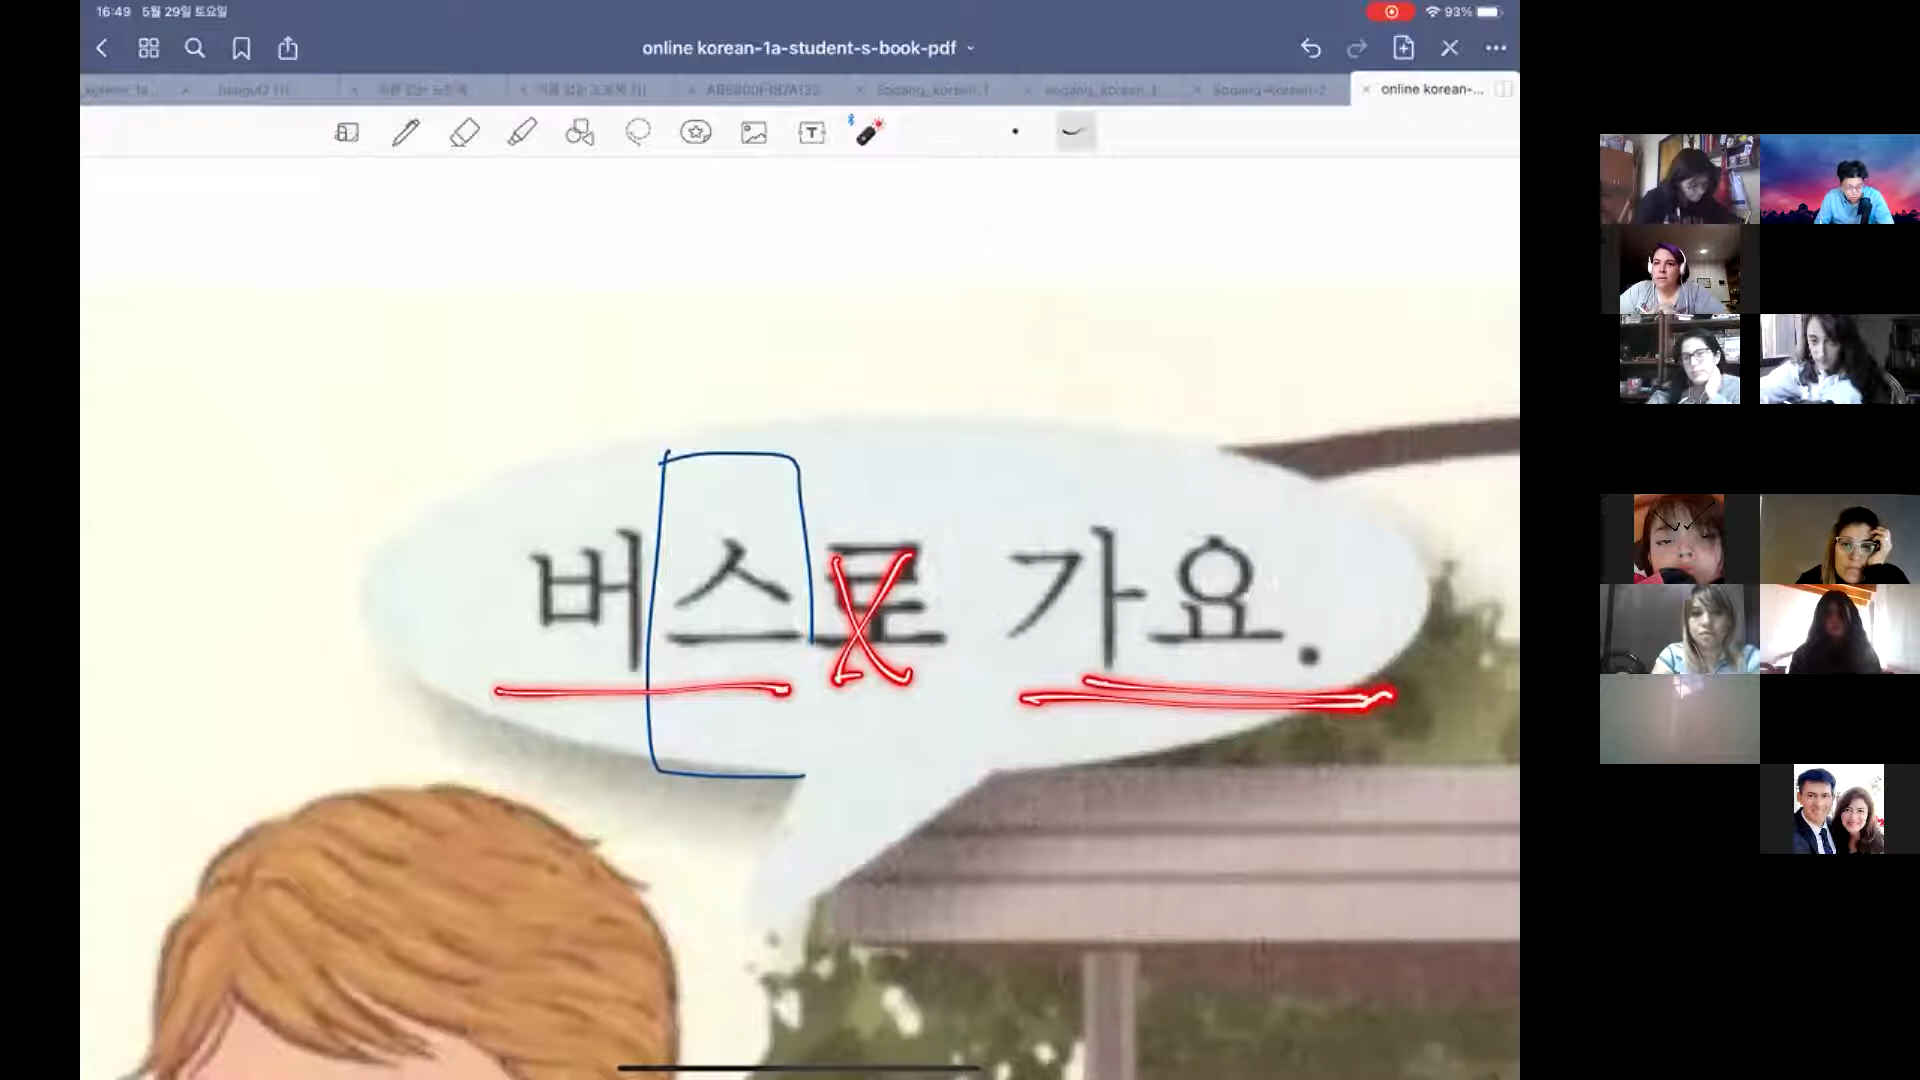 16:49 5월 29일 토요일
93%
online korean-1a-student-s-book-pdf
online korean-...
T
버스로 가요.